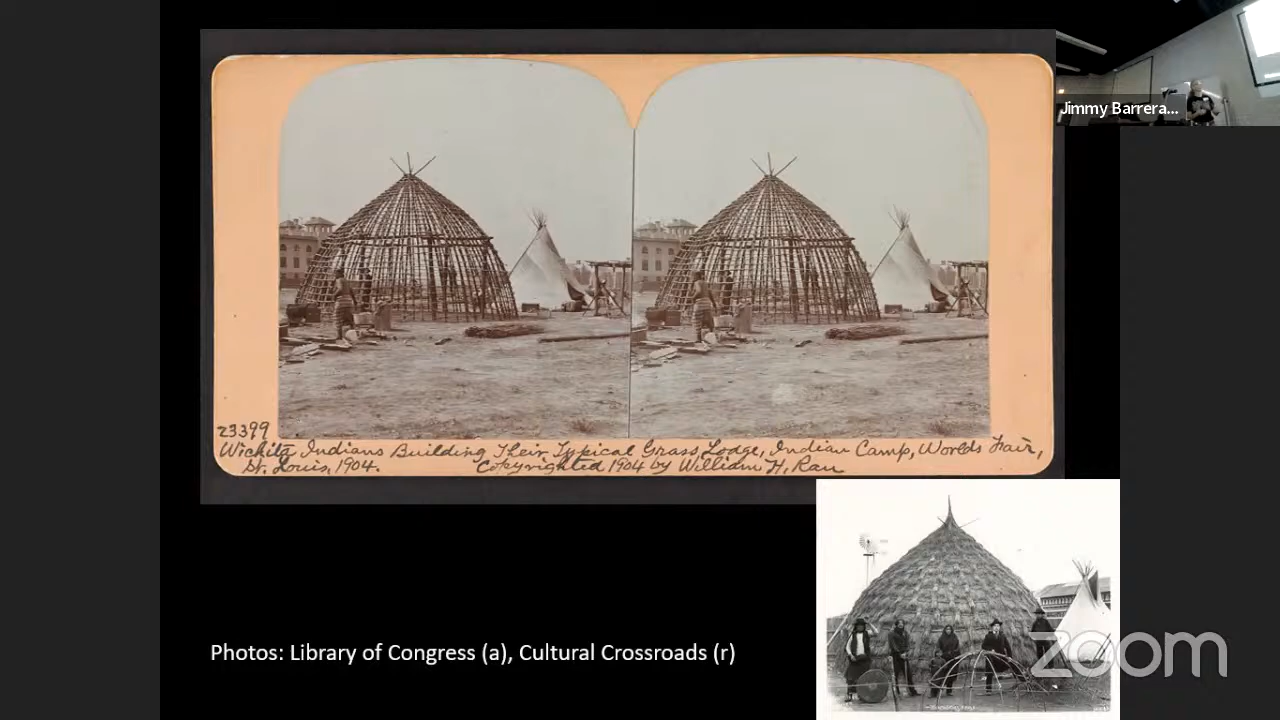 Jimmy Barrera...
23399
Wichita Indians Building Their Typical Grass Lodge, Indian Camp, Worlds Fair,
St. Louis, 1904. Copyrighted 1904 by William H, Rau
Photos: Library of Congress (a), Cultural Crossroads (r)
zoom